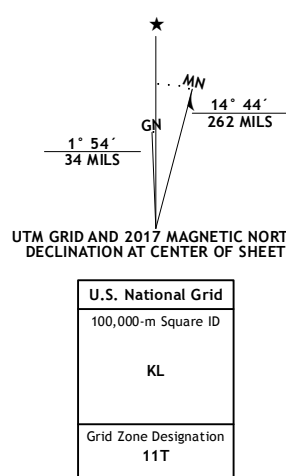 ★
MN
GN
14° 44´
262 MILS
1° 54´
34 MILS
UTM GRID AND 2017 MAGNETIC NORT
DECLINATION AT CENTER OF SHEET
U.S. National Grid
100,000-m Square ID
KL
Grid Zone Designation
11T